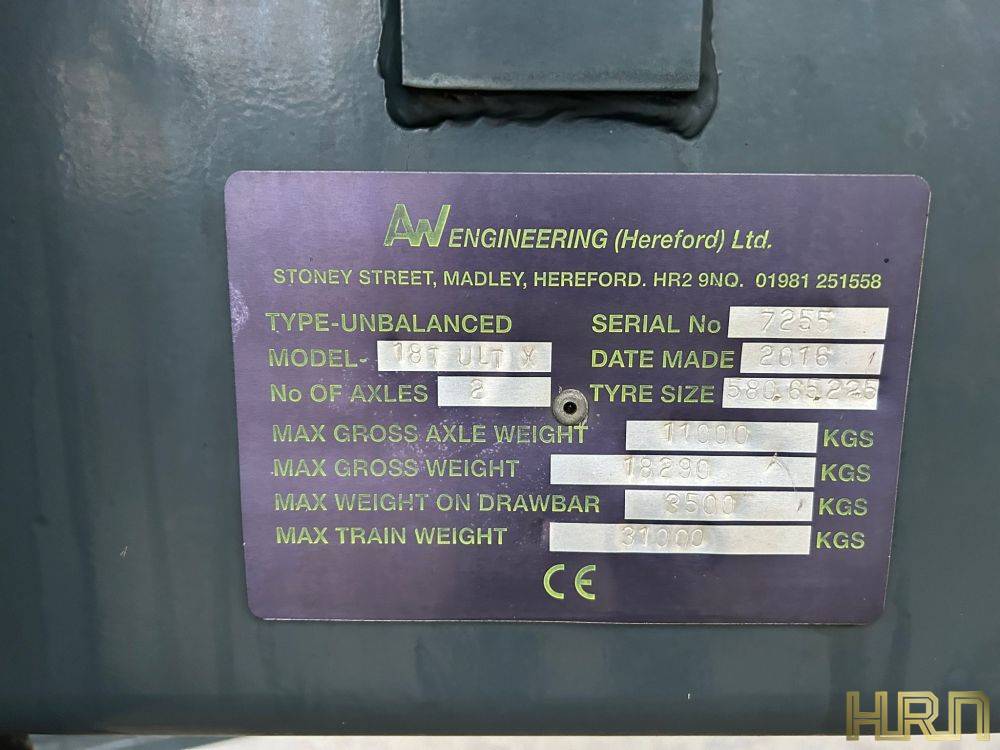 AW ENGINEERING (Hereford) Ltd.
STONEY STREET, MADLEY, HEREFORD. HR2 9NQ. 01981 251558
TYPE-UNBALANCED SERIAL No 7255
MODEL- 18T ULT X DATE MADE 2016
No OF AXLES 2 TYRE SIZE 580.65.225
MAX GROSS AXLE WEIGHT 11000 KGS
MAX GROSS WEIGHT 18290 KGS
MAX WEIGHT ON DRAWBAR 3500 KGS
MAX TRAIN WEIGHT 31000 KGS
CE
HRN